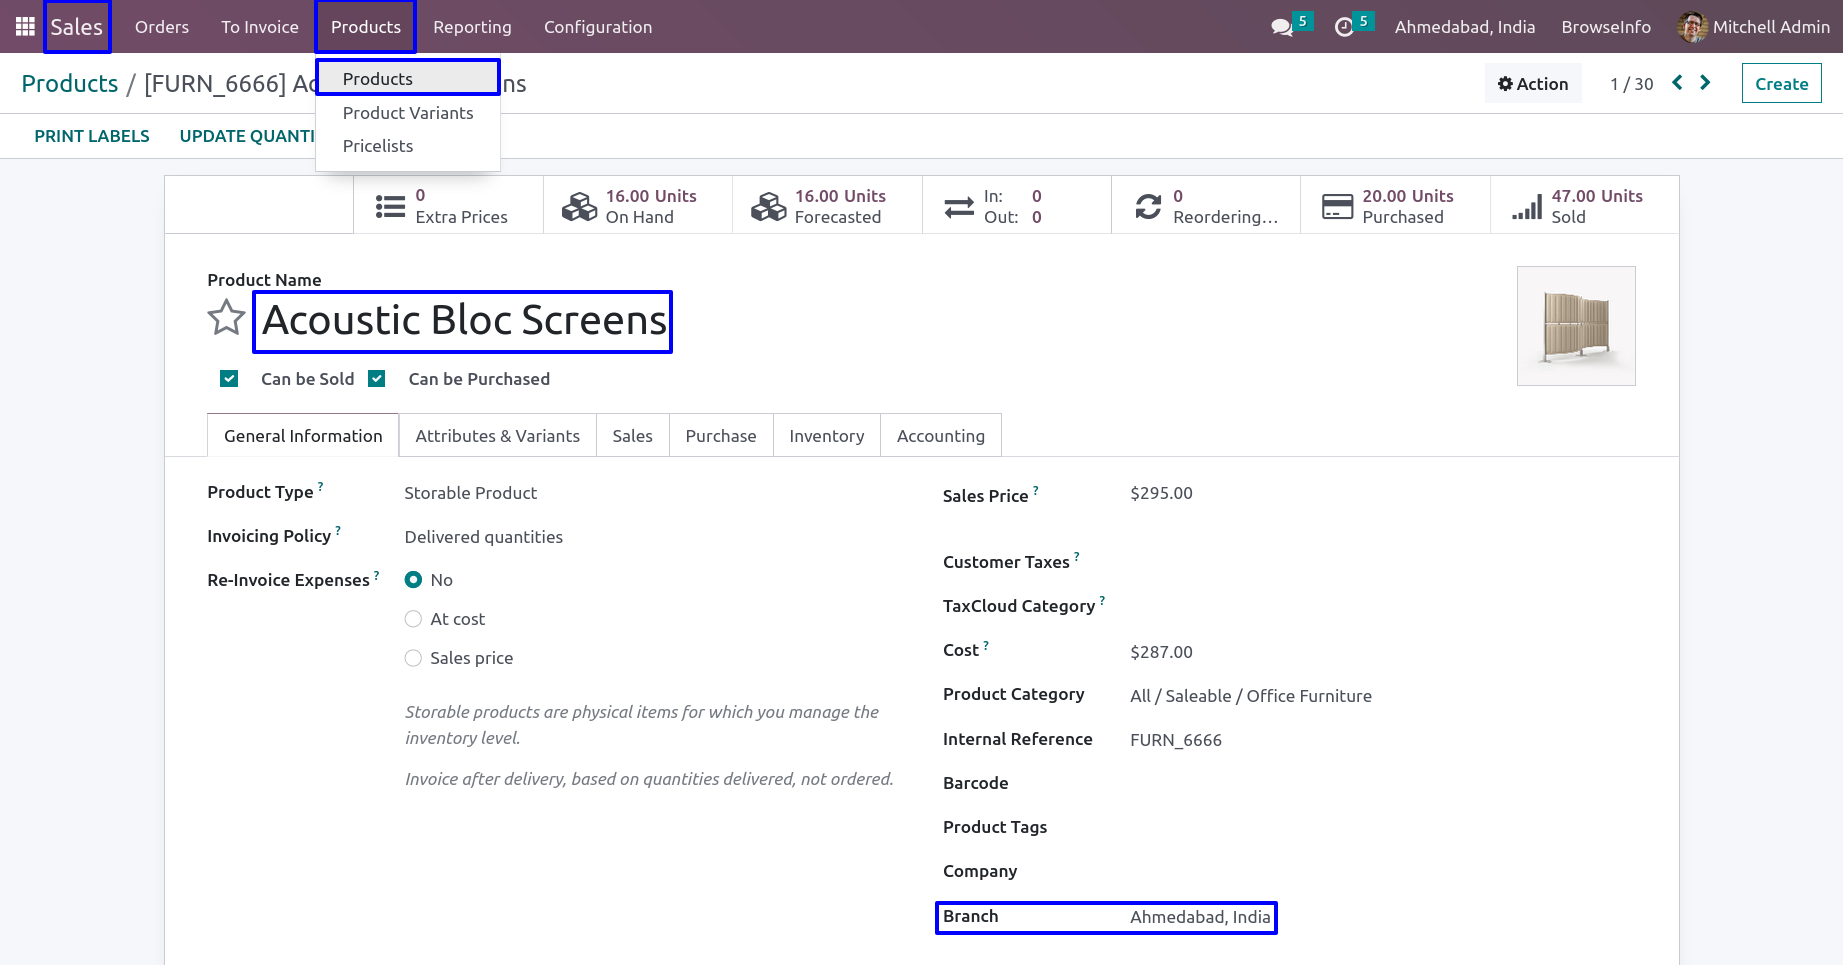 Sales Orders To Invoice Products Reporting Configuration 5 5 Ahmedabad, India BrowseInfo Mitchell Admin
Products / [FURN_6666] Ac ns
Action 1 / 30 Create
Products
Product Variants
Pricelists
PRINT LABELS UPDATE QUANTI
0
Extra Prices
16.00 Units
On Hand
16.00 Units
Forecasted
In: 0
Out: 0
0
Reordering...
20.00 Units
Purchased
47.00 Units
Sold
Product Name
Acoustic Bloc Screens
Can be Sold Can be Purchased
General Information Attributes & Variants Sales Purchase Inventory Accounting
Product Type ? Storable Product
Invoicing Policy ? Delivered quantities
Re-Invoice Expenses ? No
At cost
Sales price
Storable products are physical items for which you manage the
inventory level.
Invoice after delivery, based on quantities delivered, not ordered.
Sales Price ? $295.00
Customer Taxes ?
TaxCloud Category ?
Cost ? $287.00
Product Category All / Saleable / Office Furniture
Internal Reference FURN_6666
Barcode
Product Tags
Company
Branch Ahmedabad, India